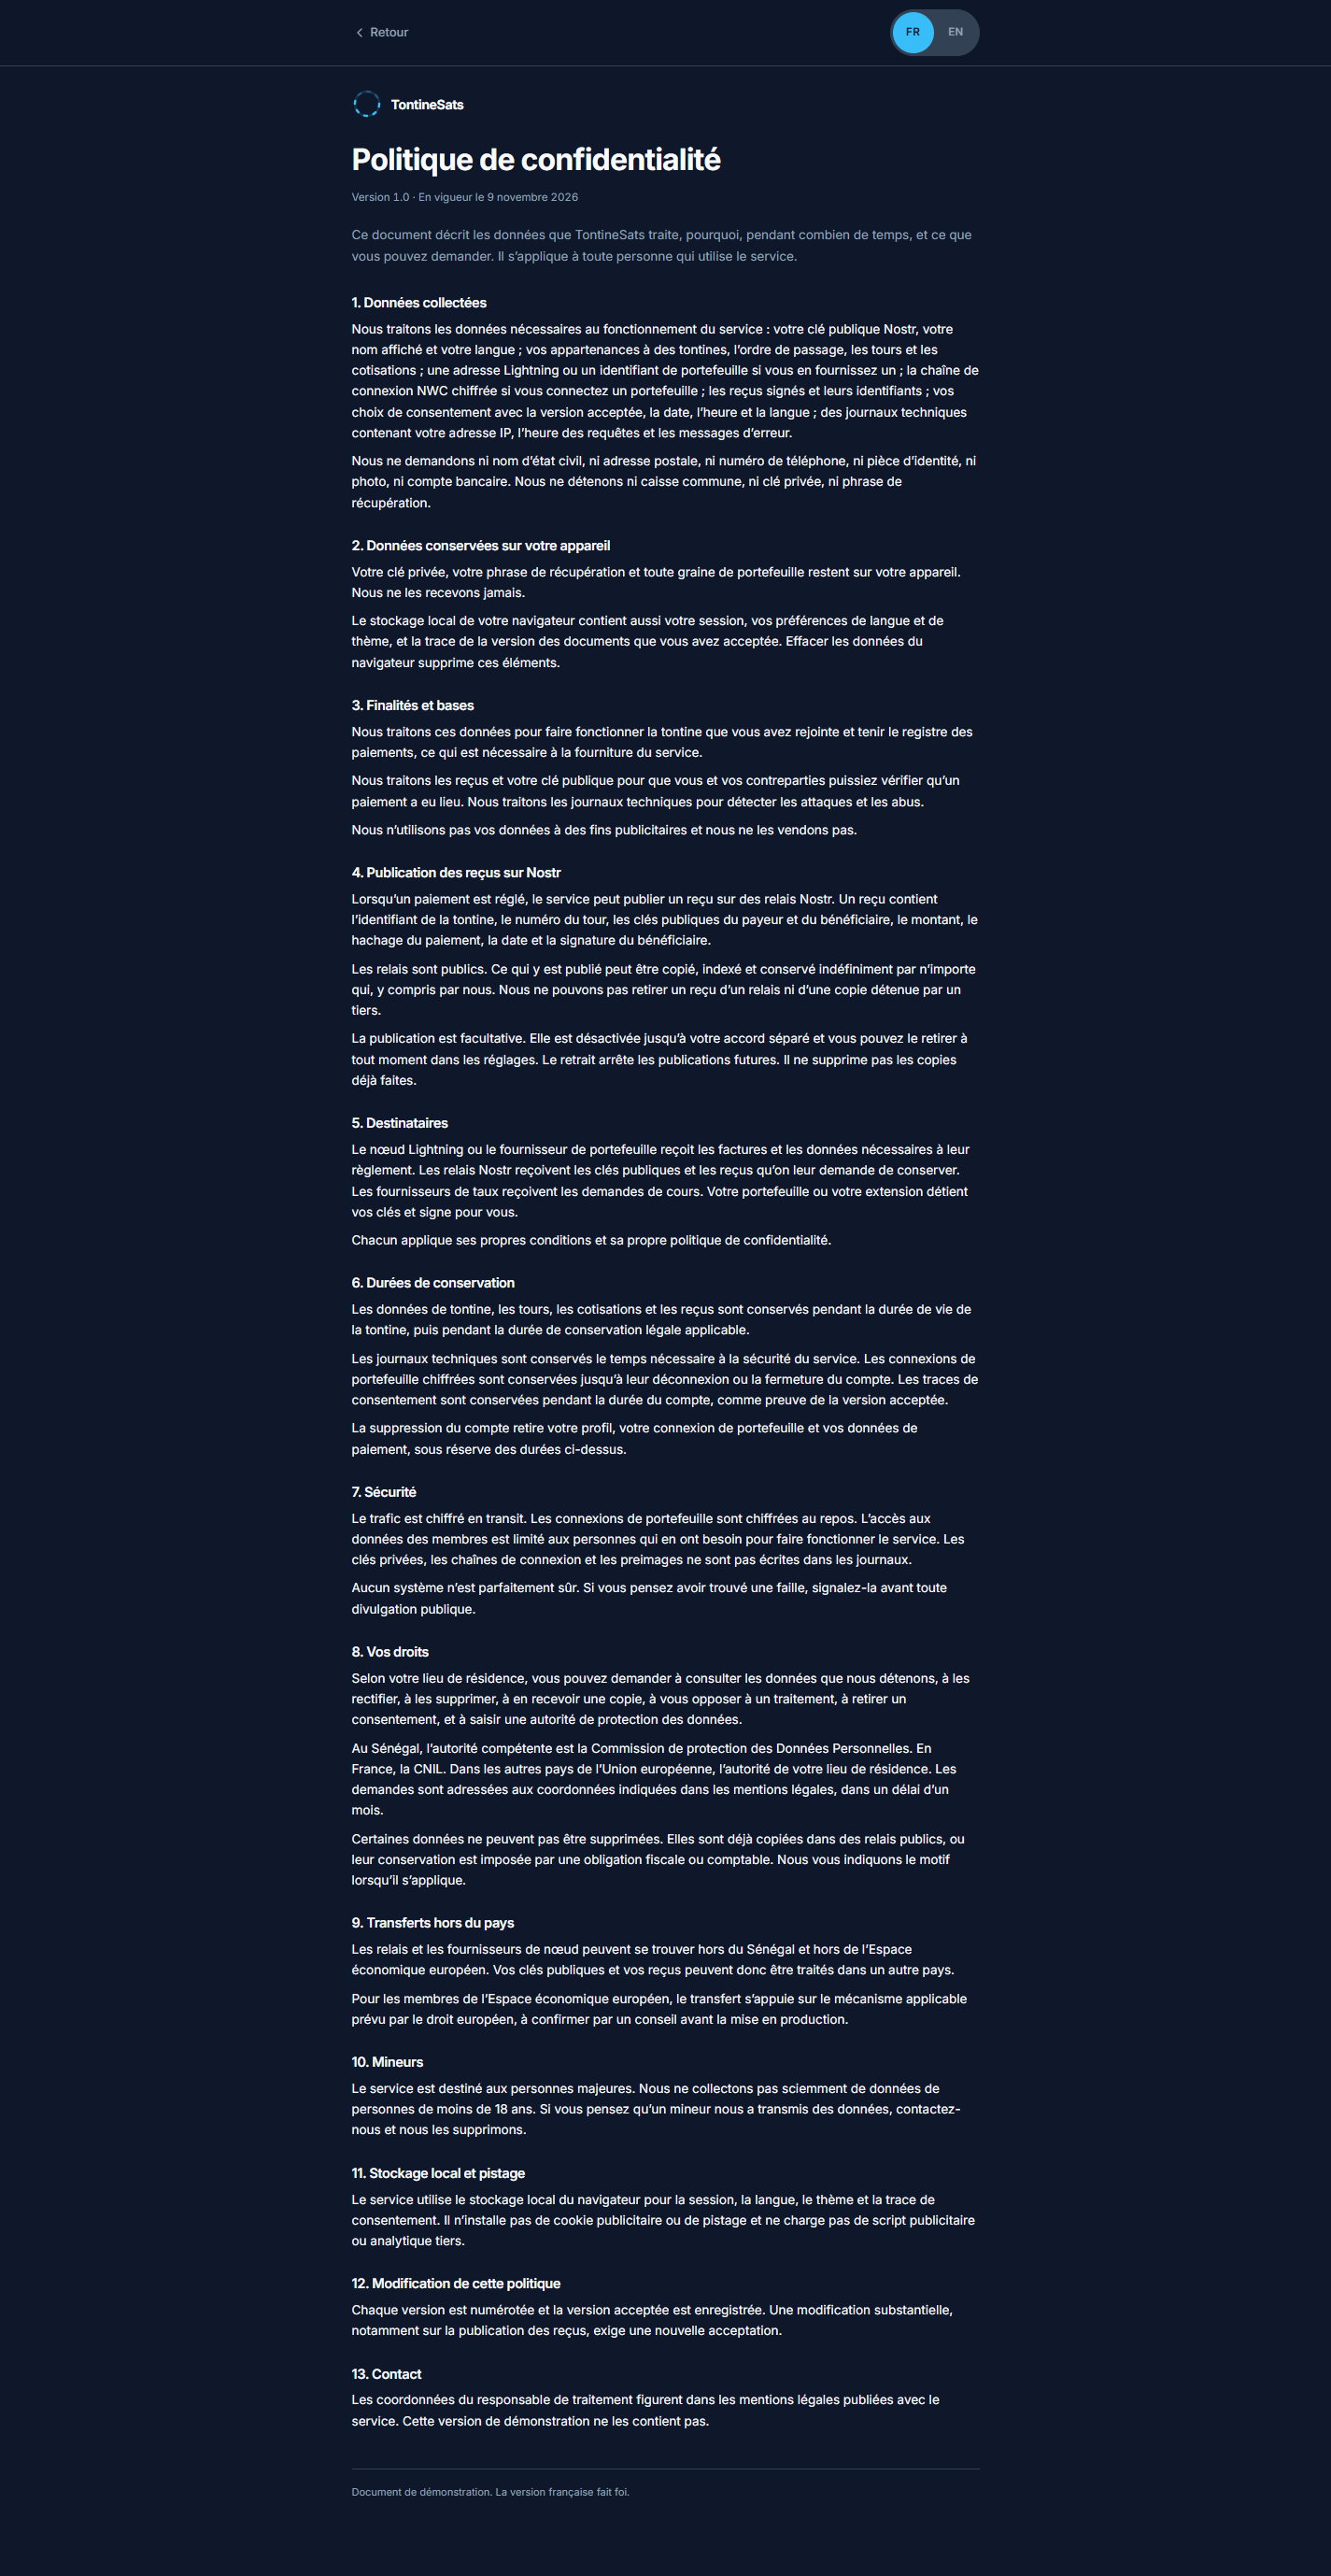 Retour
FR
EN
TontineSats
Politique de confidentialité
Version 1.0 · En vigueur le 9 novembre 2026
Ce document décrit les données que TontineSats traite, pourquoi, pendant combien de temps, et ce que
vous pouvez demander. Il s’applique à toute personne qui utilise le service.
1. Données collectées
Nous traitons les données nécessaires au fonctionnement du service : votre clé publique Nostr, votre
nom affiché et votre langue ; vos appartenances à des tontines, l’ordre de passage, les tours et les
cotisations ; une adresse Lightning ou un identifiant de portefeuille si vous en fournissez un ; la chaîne de
connexion NWC chiffrée si vous connectez un portefeuille ; les reçus signés et leurs identifiants ; vos
choix de consentement avec la version acceptée, la date, l’heure et la langue ; des journaux techniques
contenant votre adresse IP, l’heure des requêtes et les messages d’erreur.
Nous ne demandons ni nom d’état civil, ni adresse postale, ni numéro de téléphone, ni pièce d’identité, ni
photo, ni compte bancaire. Nous ne détenons ni caisse commune, ni clé privée, ni phrase de
récupération.
2. Données conservées sur votre appareil
Votre clé privée, votre phrase de récupération et toute graine de portefeuille restent sur votre appareil.
Nous ne les recevons jamais.
Le stockage local de votre navigateur contient aussi votre session, vos préférences de langue et de
thème, et la trace de la version des documents que vous avez acceptée. Effacer les données du
navigateur supprime ces éléments.
3. Finalités et bases
Nous traitons ces données pour faire fonctionner la tontine que vous avez rejointe et tenir le registre des
paiements, ce qui est nécessaire à la fourniture du service.
Nous traitons les reçus et votre clé publique pour que vous et vos contreparties puissiez vérifier qu’un
paiement a eu lieu. Nous traitons les journaux techniques pour détecter les attaques et les abus.
Nous n’utilisons pas vos données à des fins publicitaires et nous ne les vendons pas.
4. Publication des reçus sur Nostr
Lorsqu’un paiement est réglé, le service peut publier un reçu sur des relais Nostr. Un reçu contient
l’identifiant de la tontine, le numéro du tour, les clés publiques du payeur et du bénéficiaire, le montant, le
hachage du paiement, la date et la signature du bénéficiaire.
Les relais sont publics. Ce qui y est publié peut être copié, indexé et conservé indéfiniment par n’importe
qui, y compris par nous. Nous ne pouvons pas retirer un reçu d’un relais ni d’une copie détenue par un
tiers.
La publication est facultative. Elle est désactivée jusqu’à votre accord séparé et vous pouvez le retirer à
tout moment dans les réglages. Le retrait arrête les publications futures. Il ne supprime pas les copies
déjà faites.
5. Destinataires
Le nœud Lightning ou le fournisseur de portefeuille reçoit les factures et les données nécessaires à leur
règlement. Les relais Nostr reçoivent les clés publiques et les reçus qu’on leur demande de conserver.
Les fournisseurs de taux reçoivent les demandes de cours. Votre portefeuille ou votre extension détient
vos clés et signe pour vous.
Chacun applique ses propres conditions et sa propre politique de confidentialité.
6. Durées de conservation
Les données de tontine, les tours, les cotisations et les reçus sont conservés pendant la durée de vie de
la tontine, puis pendant la durée de conservation légale applicable.
Les journaux techniques sont conservés le temps nécessaire à la sécurité du service. Les connexions de
portefeuille chiffrées sont conservées jusqu’à leur déconnexion ou la fermeture du compte. Les traces de
consentement sont conservées pendant la durée du compte, comme preuve de la version acceptée.
La suppression du compte retire votre profil, votre connexion de portefeuille et vos données de
paiement, sous réserve des durées ci-dessus.
7. Sécurité
Le trafic est chiffré en transit. Les connexions de portefeuille sont chiffrées au repos. L’accès aux
données des membres est limité aux personnes qui en ont besoin pour faire fonctionner le service. Les
clés privées, les chaînes de connexion et les preimages ne sont pas écrites dans les journaux.
Aucun système n’est parfaitement sûr. Si vous pensez avoir trouvé une faille, signalez-la avant toute
divulgation publique.
8. Vos droits
Selon votre lieu de résidence, vous pouvez demander à consulter les données que nous détenons, à les
rectifier, à les supprimer, à en recevoir une copie, à vous opposer à un traitement, à retirer un
consentement, et à saisir une autorité de protection des données.
Au Sénégal, l’autorité compétente est la Commission de protection des Données Personnelles. En
France, la CNIL. Dans les autres pays de l’Union européenne, l’autorité de votre lieu de résidence. Les
demandes sont adressées aux coordonnées indiquées dans les mentions légales, dans un délai d’un
mois.
Certaines données ne peuvent pas être supprimées. Elles sont déjà copiées dans des relais publics, ou
leur conservation est imposée par une obligation fiscale ou comptable. Nous vous indiquons le motif
lorsqu’il s’applique.
9. Transferts hors du pays
Les relais et les fournisseurs de nœud peuvent se trouver hors du Sénégal et hors de l’Espace
économique européen. Vos clés publiques et vos reçus peuvent donc être traités dans un autre pays.
Pour les membres de l’Espace économique européen, le transfert s’appuie sur le mécanisme applicable
prévu par le droit européen, à confirmer par un conseil avant la mise en production.
10. Mineurs
Le service est destiné aux personnes majeures. Nous ne collectons pas sciemment de données de
personnes de moins de 18 ans. Si vous pensez qu’un mineur nous a transmis des données, contactez-
nous et nous les supprimons.
11. Stockage local et pistage
Le service utilise le stockage local du navigateur pour la session, la langue, le thème et la trace de
consentement. Il n’installe pas de cookie publicitaire ou de pistage et ne charge pas de script publicitaire
ou analytique tiers.
12. Modification de cette politique
Chaque version est numérotée et la version acceptée est enregistrée. Une modification substantielle,
notamment sur la publication des reçus, exige une nouvelle acceptation.
13. Contact
Les coordonnées du responsable de traitement figurent dans les mentions légales publiées avec le
service. Cette version de démonstration ne les contient pas.
Document de démonstration. La version française fait foi.